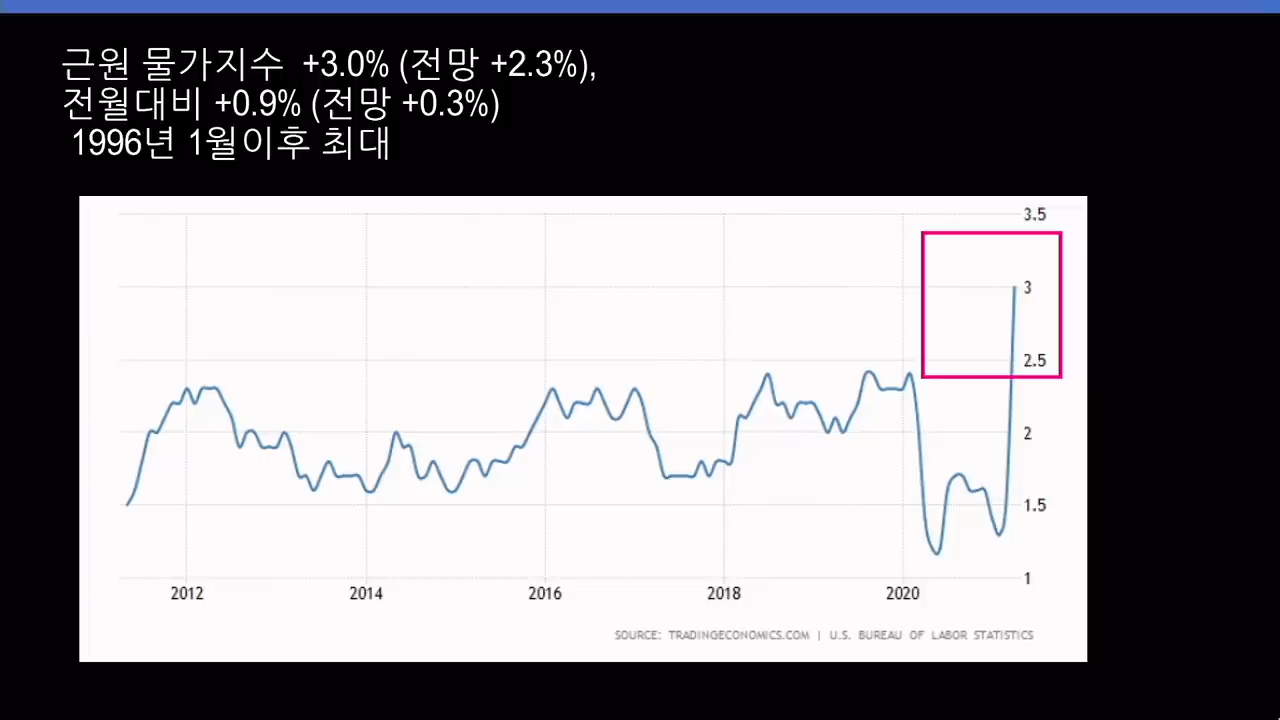 근원 물가지수 +3.0% (전망 +2.3%),
전월대비 +0.9% (전망 +0.3%)
1996년 1월이후 최대
3.5
3
2.5
2
1.5
1
2012 2014 2016 2018 2020
SOURCE: TRADINGECONOMICS.COM | U.S. BUREAU OF LABOR STATISTICS